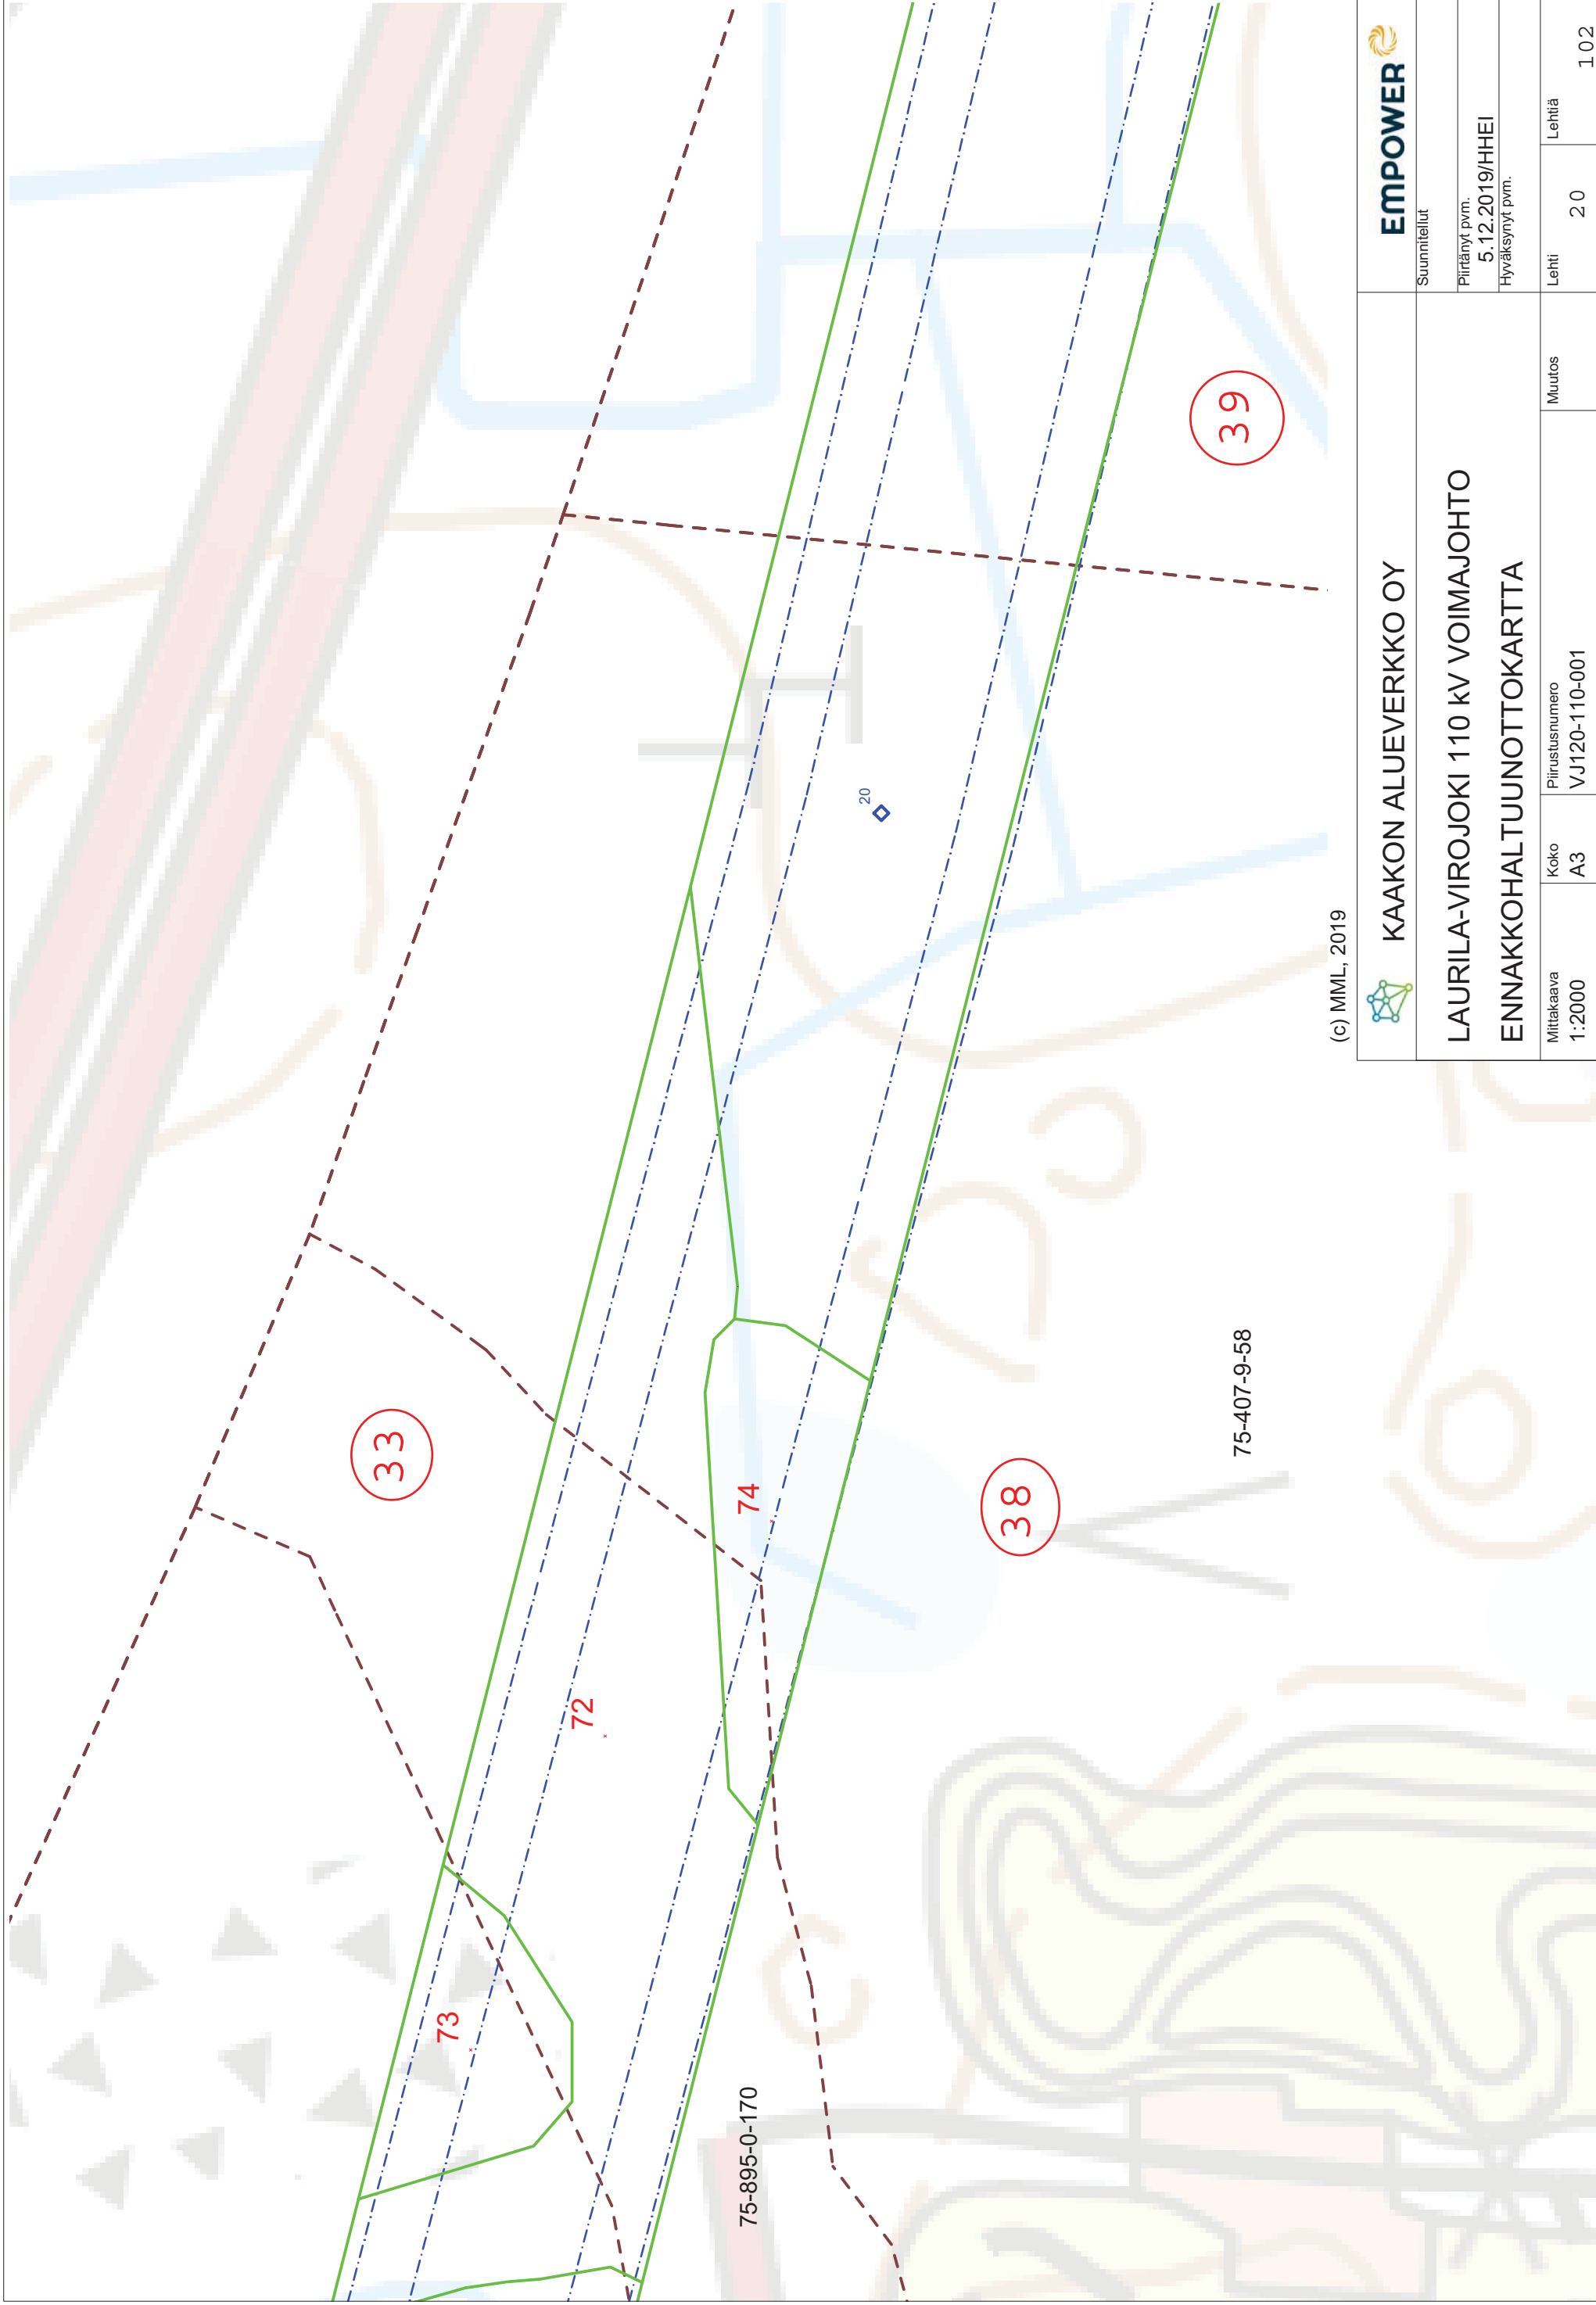 73
72
33
74
75-895-0-170
38
75-407-9-58
20
39
(c) MML, 2019
KAAKON ALUEVERKKO OY
EMPOWER
LAURILA-VIROJOKI 110 kV VOIMAJOHTO
ENNAKKOHALTUUNOTTOKARTTA
Suunnitellut
Piirtänyt pvm.
5.12.2019/HHEI
Hyväksynyt pvm.
Mittakaava
1:2000
Koko
A3
Piirustusnumero
VJ120-110-001
Muutos
Lehti
20
Lehtiä
102